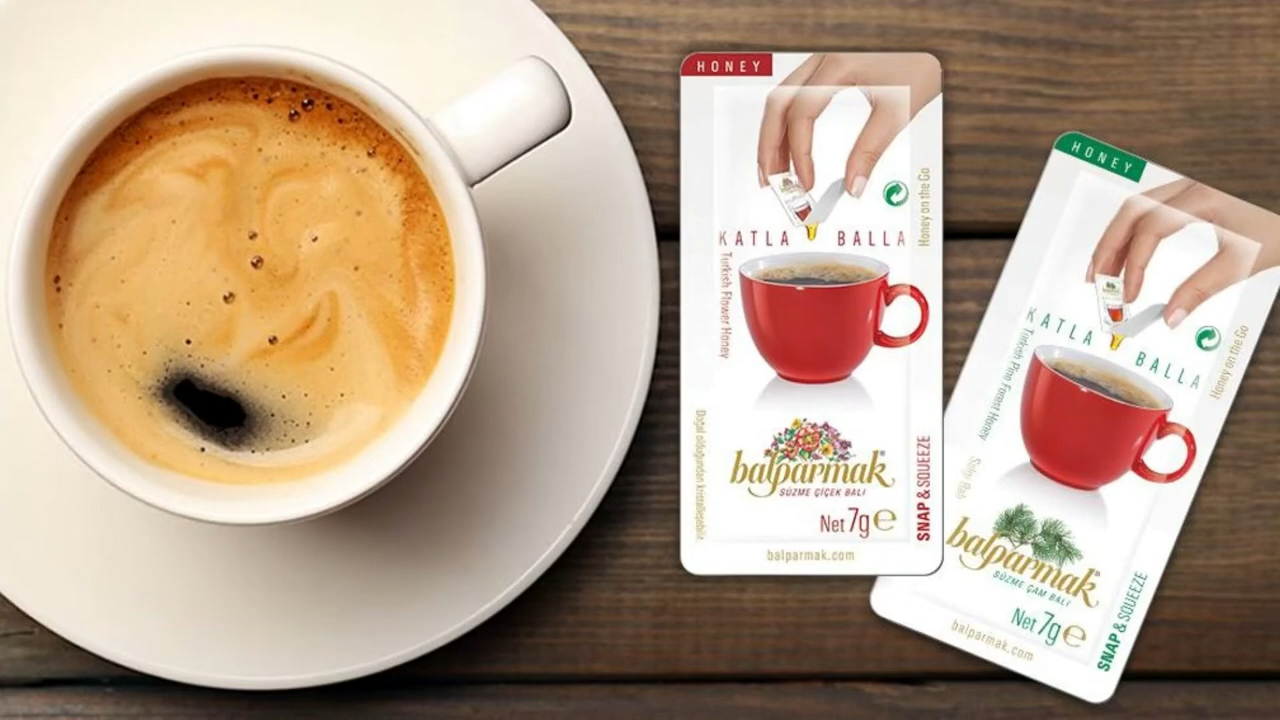 HONEY
KATLA BALLA
Honey on the Go
Turkish Flower Honey
Doğal olduğundan kristalleşebilir.
balparmak
SÜZME ÇİÇEK BALI
Net 7g e
SNAP & SQUEEZE
balparmak.com
HONEY
KATLA BALLA
Honey on the Go
Turkish Pine Forest Honey
balparmak
SÜZME ÇAM BALI
Net 7g e
SNAP & SQUEEZE
balparmak.com